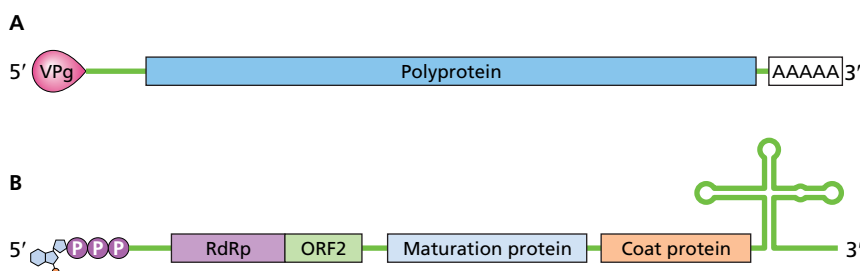 A
5′ VPg Polyprotein AAAAA 3′
B
5′ P P P RdRp ORF2 Maturation protein Coat protein 3′